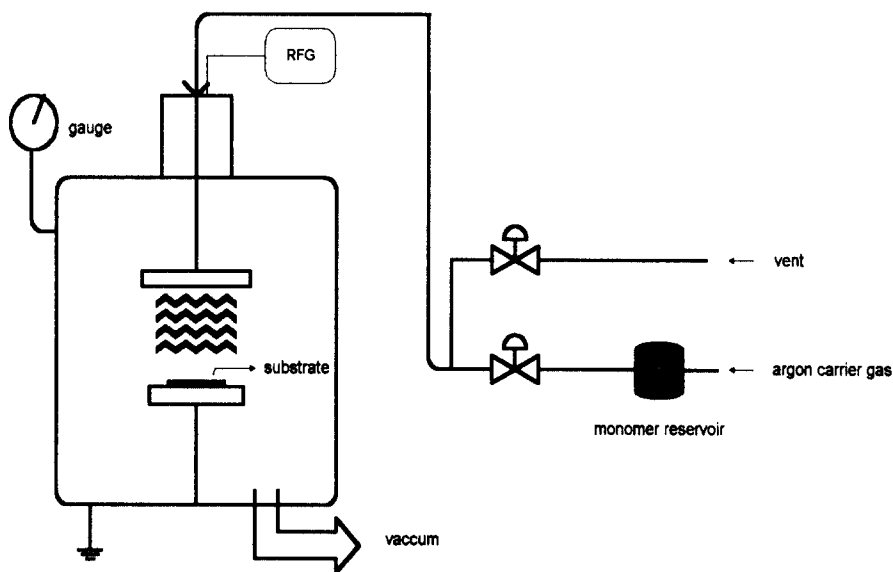 RFG
gauge
vent
substrate
argon carrier gas
monomer reservoir
vaccum